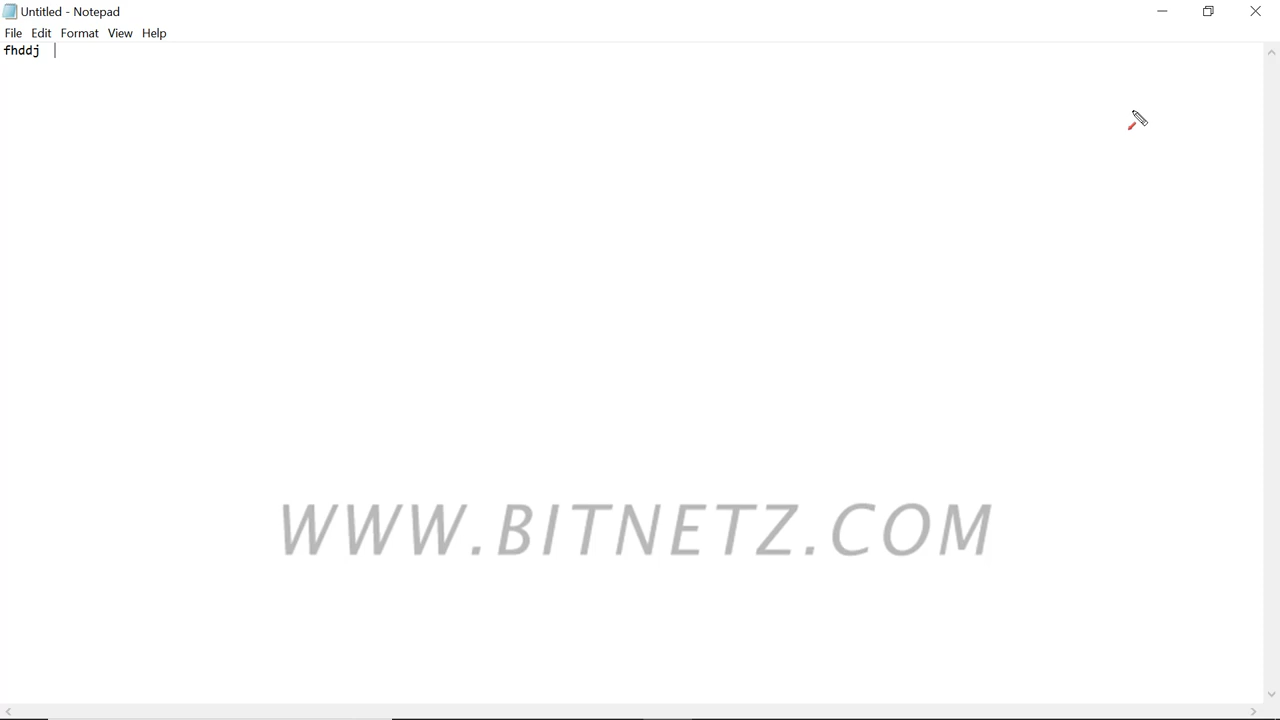 Untitled - Notepad
File Edit Format View Help
fhddj
WWW.BITNETZ.COM